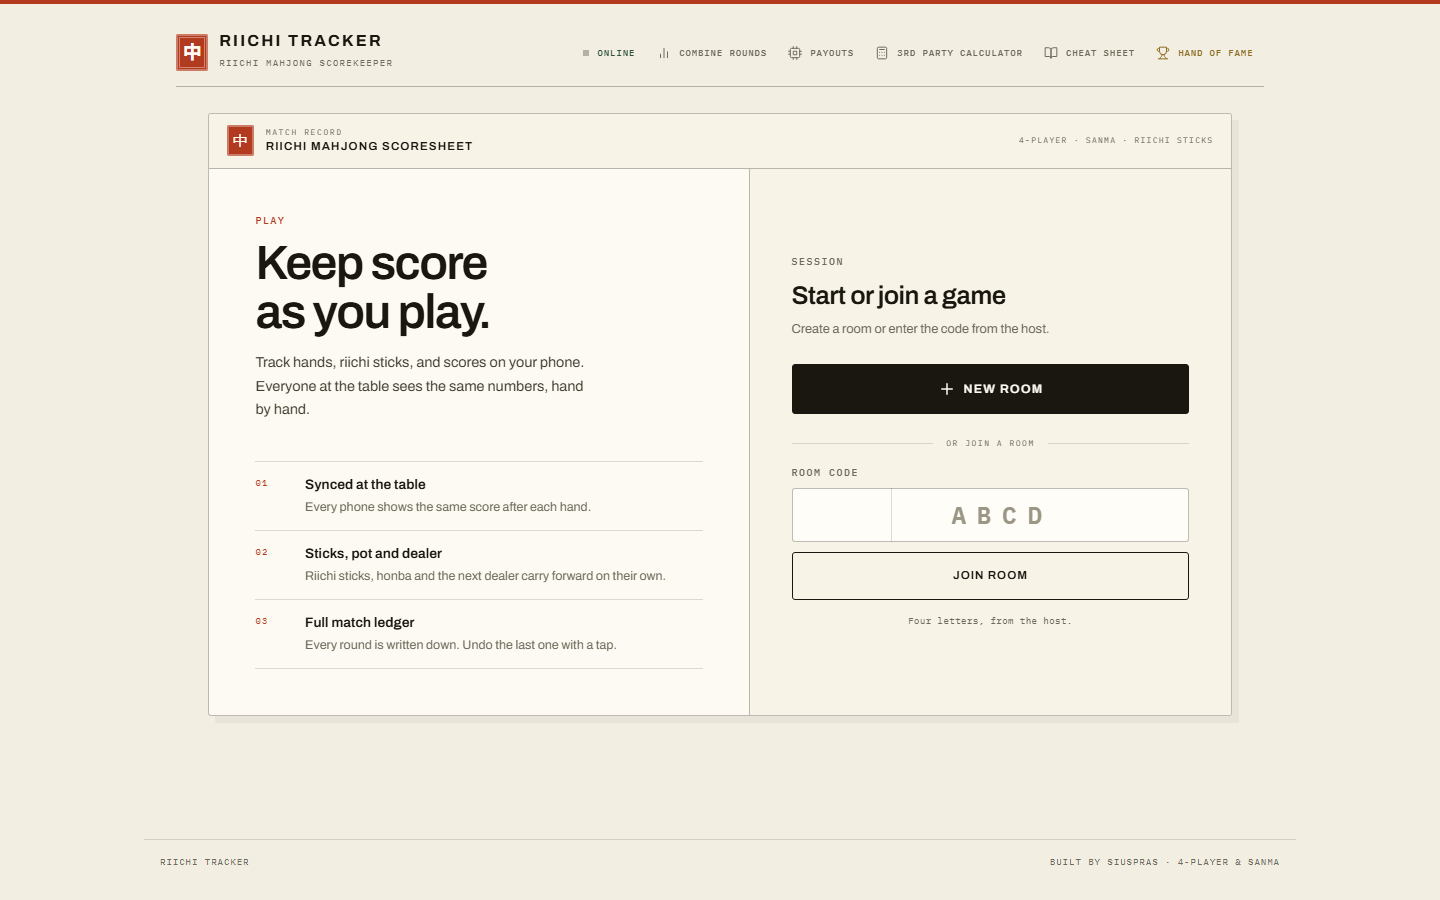 中
RIICHI TRACKER
RIICHI MAHJONG SCOREKEEPER
ONLINE
COMBINE ROUNDS
PAYOUTS
3RD PARTY CALCULATOR
CHEAT SHEET
HAND OF FAME
中
MATCH RECORD
RIICHI MAHJONG SCORESHEET
4-PLAYER · SANMA · RIICHI STICKS
PLAY
Keep score
as you play.
Track hands, riichi sticks, and scores on your phone.
Everyone at the table sees the same numbers, hand
by hand.
01
Synced at the table
Every phone shows the same score after each hand.
02
Sticks, pot and dealer
Riichi sticks, honba and the next dealer carry forward on their own.
03
Full match ledger
Every round is written down. Undo the last one with a tap.
SESSION
Start or join a game
Create a room or enter the code from the host.
NEW ROOM
OR JOIN A ROOM
ROOM CODE
ABCD
JOIN ROOM
Four letters, from the host.
RIICHI TRACKER
BUILT BY SIUSPRAS · 4-PLAYER & SANMA